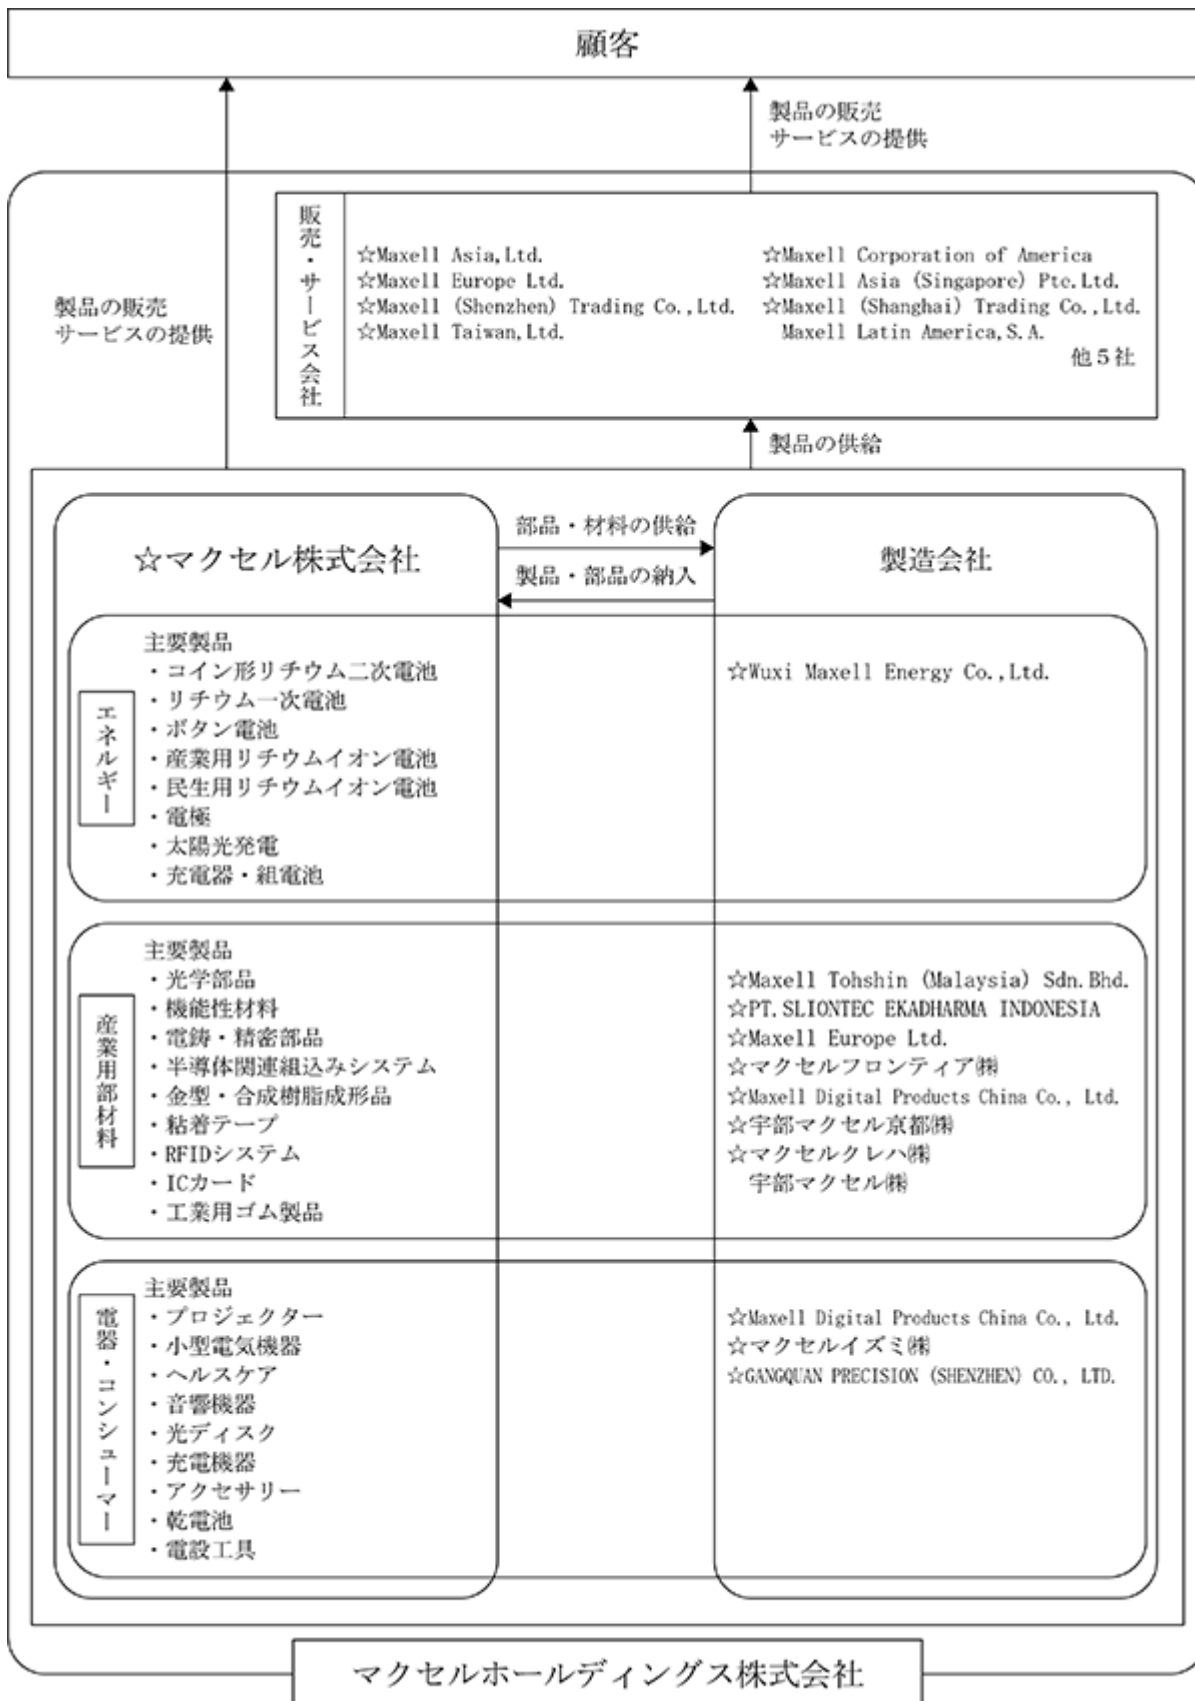 顧客
製品の販売
サービスの提供
製品の販売
サービスの提供
販売・サービス会社
☆Maxell Asia,Ltd.
☆Maxell Europe Ltd.
☆Maxell (Shenzhen) Trading Co.,Ltd.
☆Maxell Taiwan,Ltd.
☆Maxell Corporation of America
☆Maxell Asia (Singapore) Pte.Ltd.
☆Maxell (Shanghai) Trading Co.,Ltd.
Maxell Latin America,S.A.
他5社
製品の供給
☆マクセル株式会社
部品・材料の供給
製品・部品の納入
製造会社
エネルギー
主要製品
・コイン形リチウム二次電池
・リチウム一次電池
・ボタン電池
・産業用リチウムイオン電池
・民生用リチウムイオン電池
・電極
・太陽光発電
・充電器・組電池
☆Wuxi Maxell Energy Co.,Ltd.
産業用部材料
主要製品
・光学部品
・機能性材料
・電鋳・精密部品
・半導体関連組込みシステム
・金型・合成樹脂成形品
・粘着テープ
・RFIDシステム
・ICカード
・工業用ゴム製品
☆Maxell Tohshin (Malaysia) Sdn.Bhd.
☆PT.SLIONTEC EKADHARMA INDONESIA
☆Maxell Europe Ltd.
☆マクセルフロンティア㈱
☆Maxell Digital Products China Co., Ltd.
☆宇部マクセル京都㈱
☆マクセルクレハ㈱
宇部マクセル㈱
電器・コンシューマー
主要製品
・プロジェクター
・小型電気機器
・ヘルスケア
・音響機器
・光ディスク
・充電機器
・アクセサリー
・乾電池
・電設工具
☆Maxell Digital Products China Co., Ltd.
☆マクセルイズミ㈱
☆GANGQUAN PRECISION (SHENZHEN) CO., LTD.
マクセルホールディングス株式会社